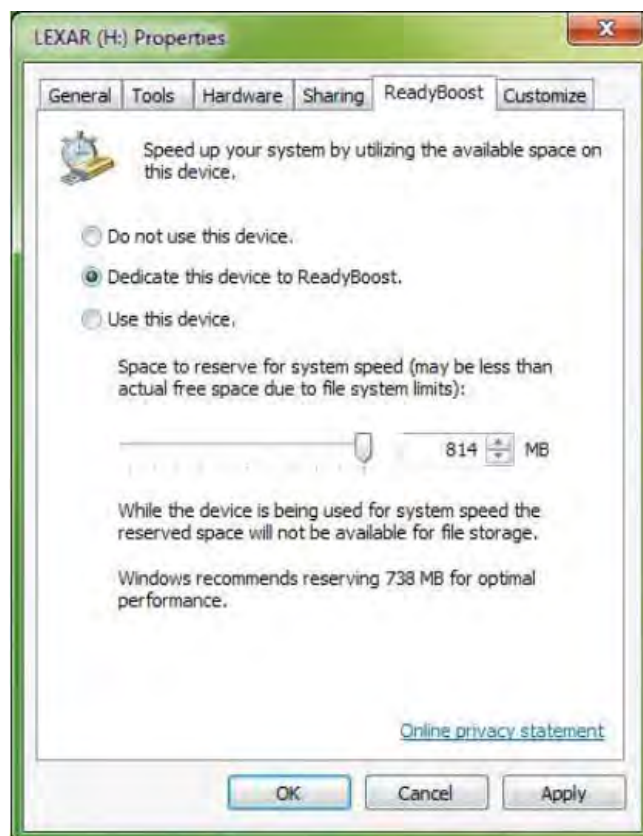 LEXAR (H:) Properties
General Tools Hardware Sharing ReadyBoost Customize
Speed up your system by utilizing the available space on
this device.
Do not use this device.
Dedicate this device to ReadyBoost.
Use this device.
Space to reserve for system speed (may be less than
actual free space due to file system limits):
814 MB
While the device is being used for system speed the
reserved space will not be available for file storage.
Windows recommends reserving 738 MB for optimal
performance.
Online privacy statement
OK Cancel Apply